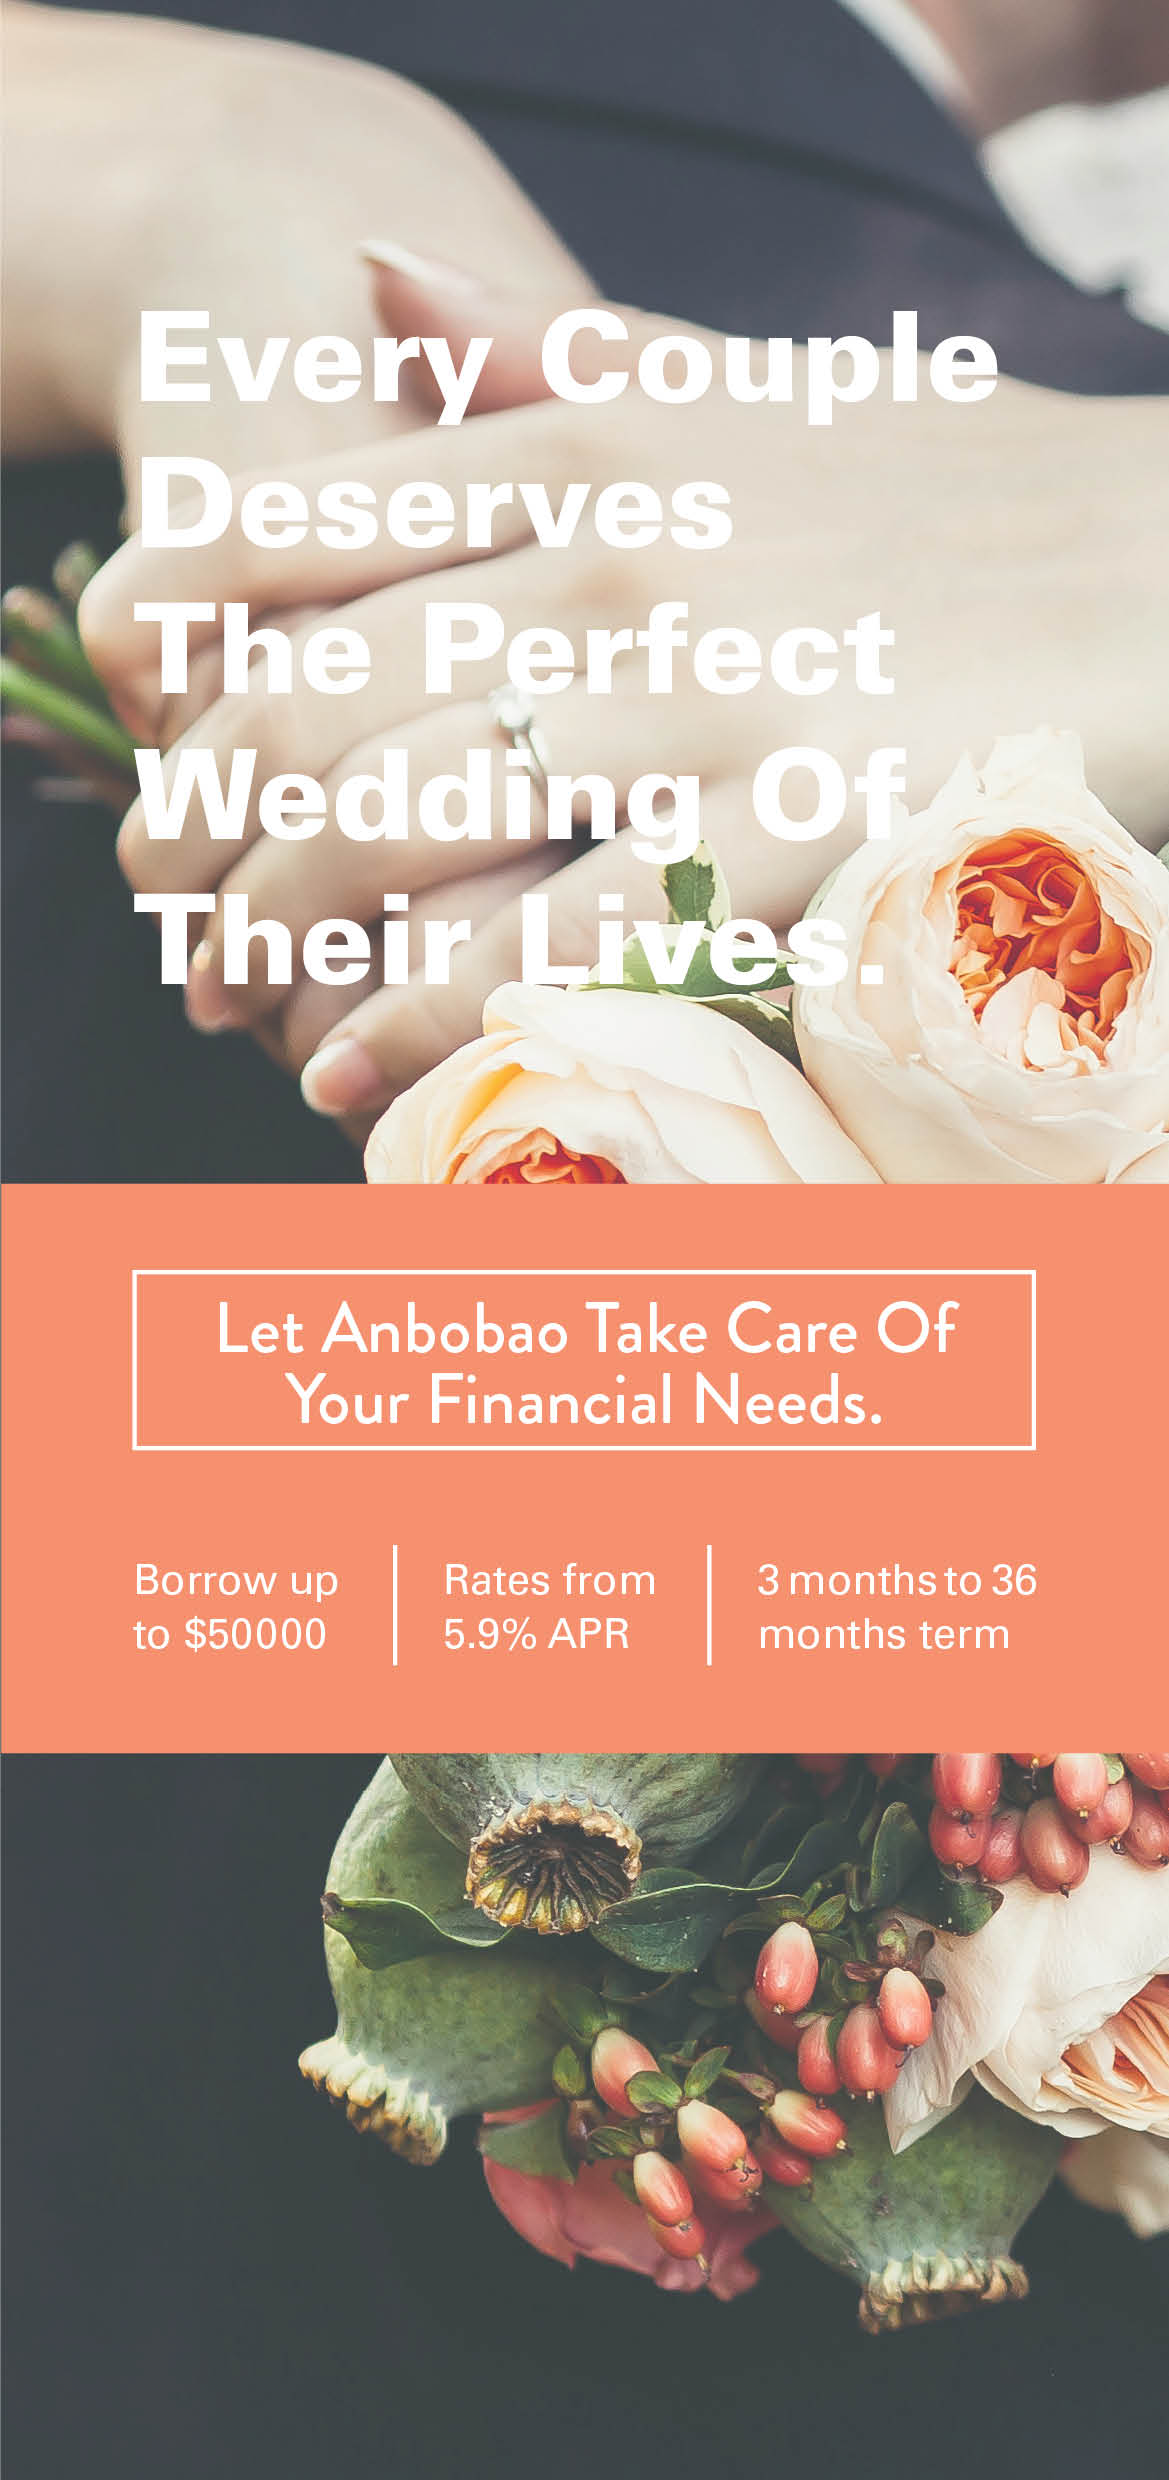 Every Couple
Deserves
The Perfect
Wedding Of
Their Lives.
Let Anbobao Take Care Of
Your Financial Needs.
Borrow up
to $50000
Rates from
5.9% APR
3 months to 36
months term